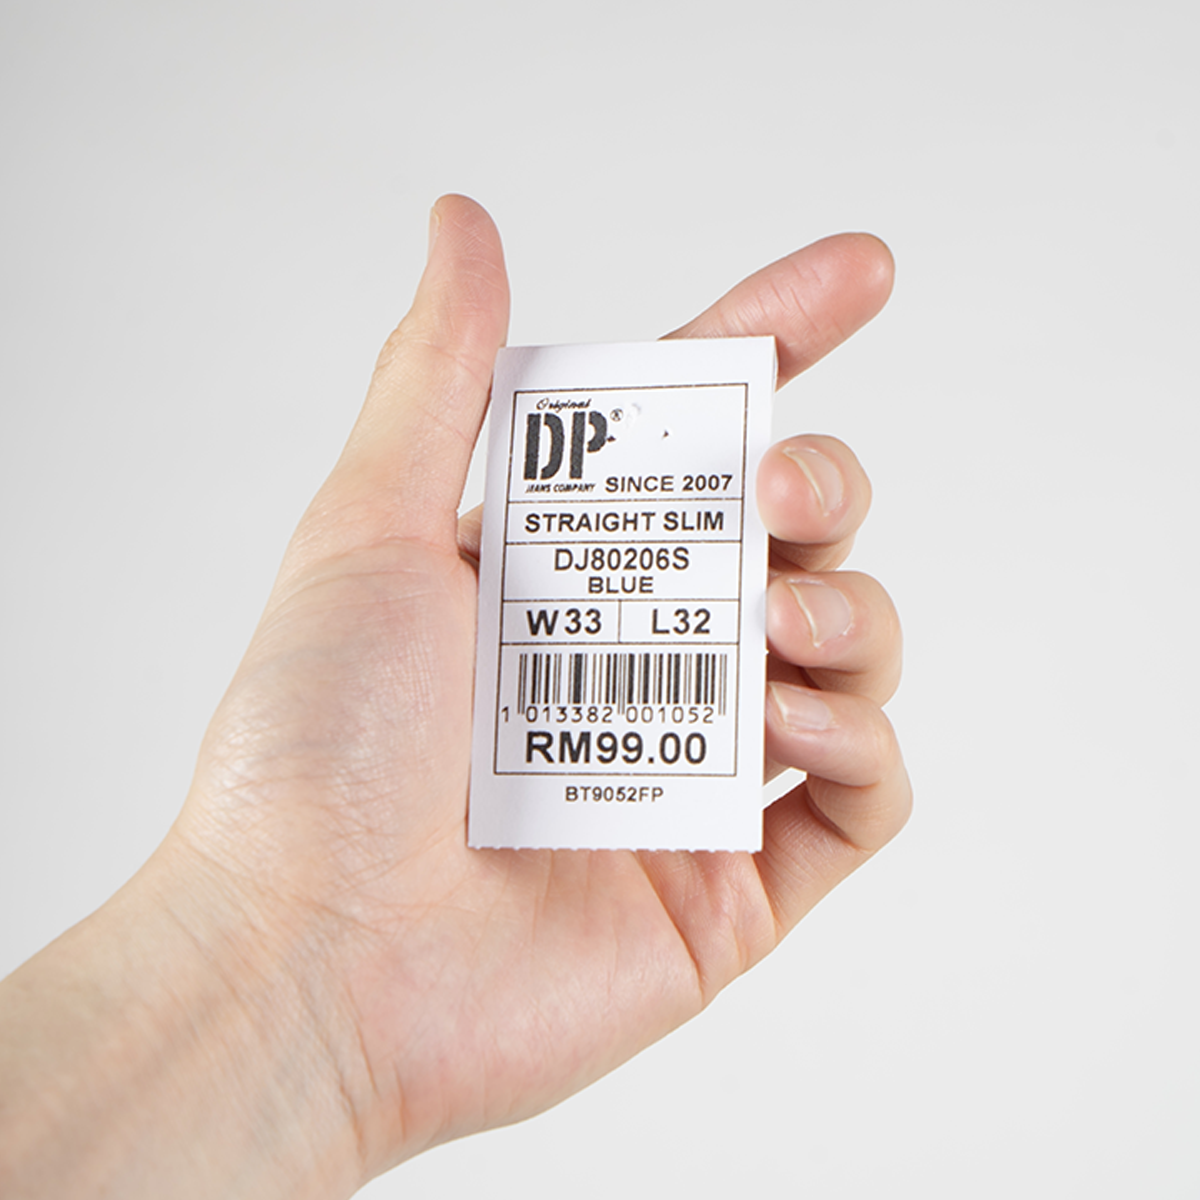 Original
DP®
JEANS COMPANY SINCE 2007
STRAIGHT SLIM
DJ80206S
BLUE
W33 L32
1 013382 001052
RM99.00
BT9052FP